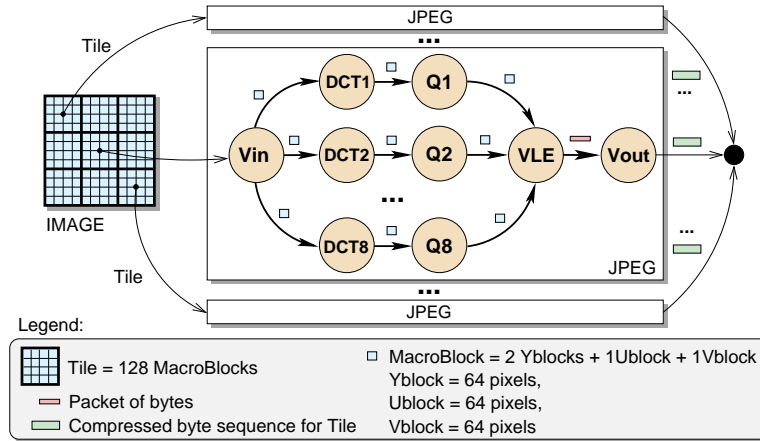 JPEG
Tile
...
...
DCT1
Q1
...
Vin
DCT2
Q2
VLE
Vout
IMAGE
...
DCT8
Q8
...
Tile
JPEG
...
JPEG
Legend:
Tile = 128 MacroBlocks
Packet of bytes
Compressed byte sequence for Tile
MacroBlock = 2 Yblocks + 1Ublock + 1Vblock
Yblock = 64 pixels,
Ublock = 64 pixels,
Vblock = 64 pixels